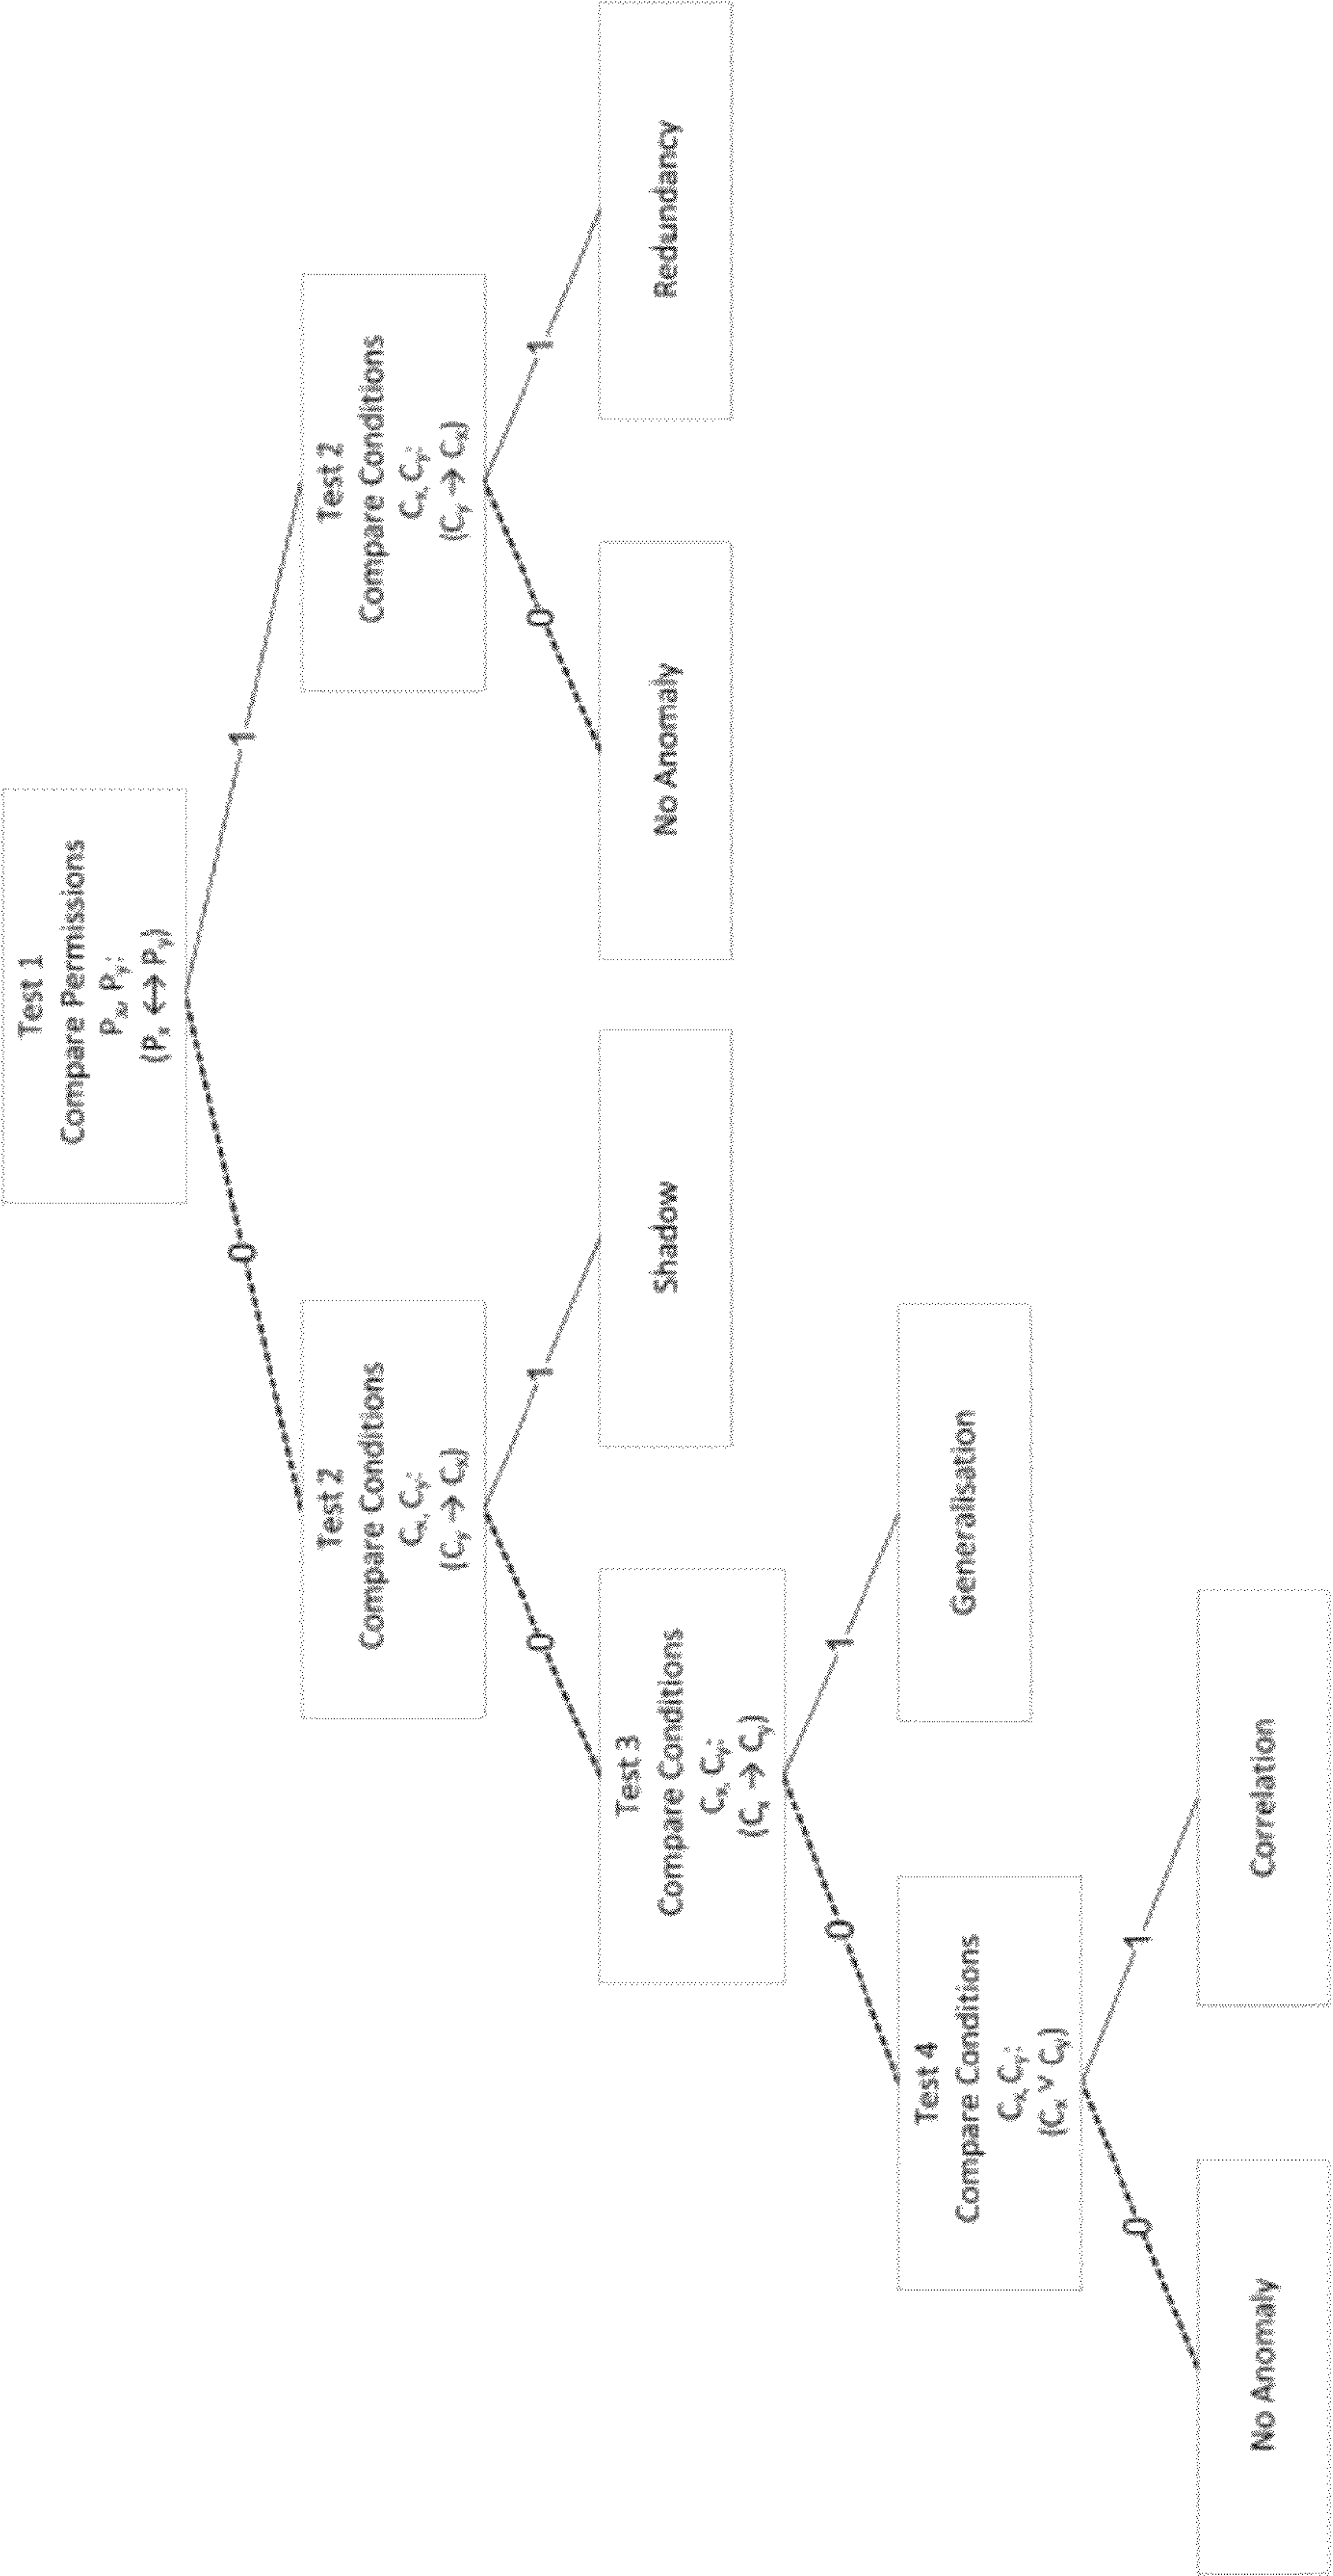 Test 1
Compare Permissions
Pₓ, Pᵧ:
(Pₓ ↔ Pᵧ)
0
1
Test 2
Compare Conditions
Cₓ, Cᵧ:
(Cᵧ → Cₓ)
0
1
Test 2
Compare Conditions
Cₓ, Cᵧ:
(Cᵧ → Cₓ)
0
1
Test 3
Compare Conditions
Cₓ, Cᵧ:
(Cₓ → Cᵧ)
0
1
Shadow
No Anomaly
Redundancy
Test 4
Compare Conditions
Cₓ, Cᵧ:
(Cₓ ∨ Cᵧ)
0
1
Generalisation
No Anomaly
Correlation